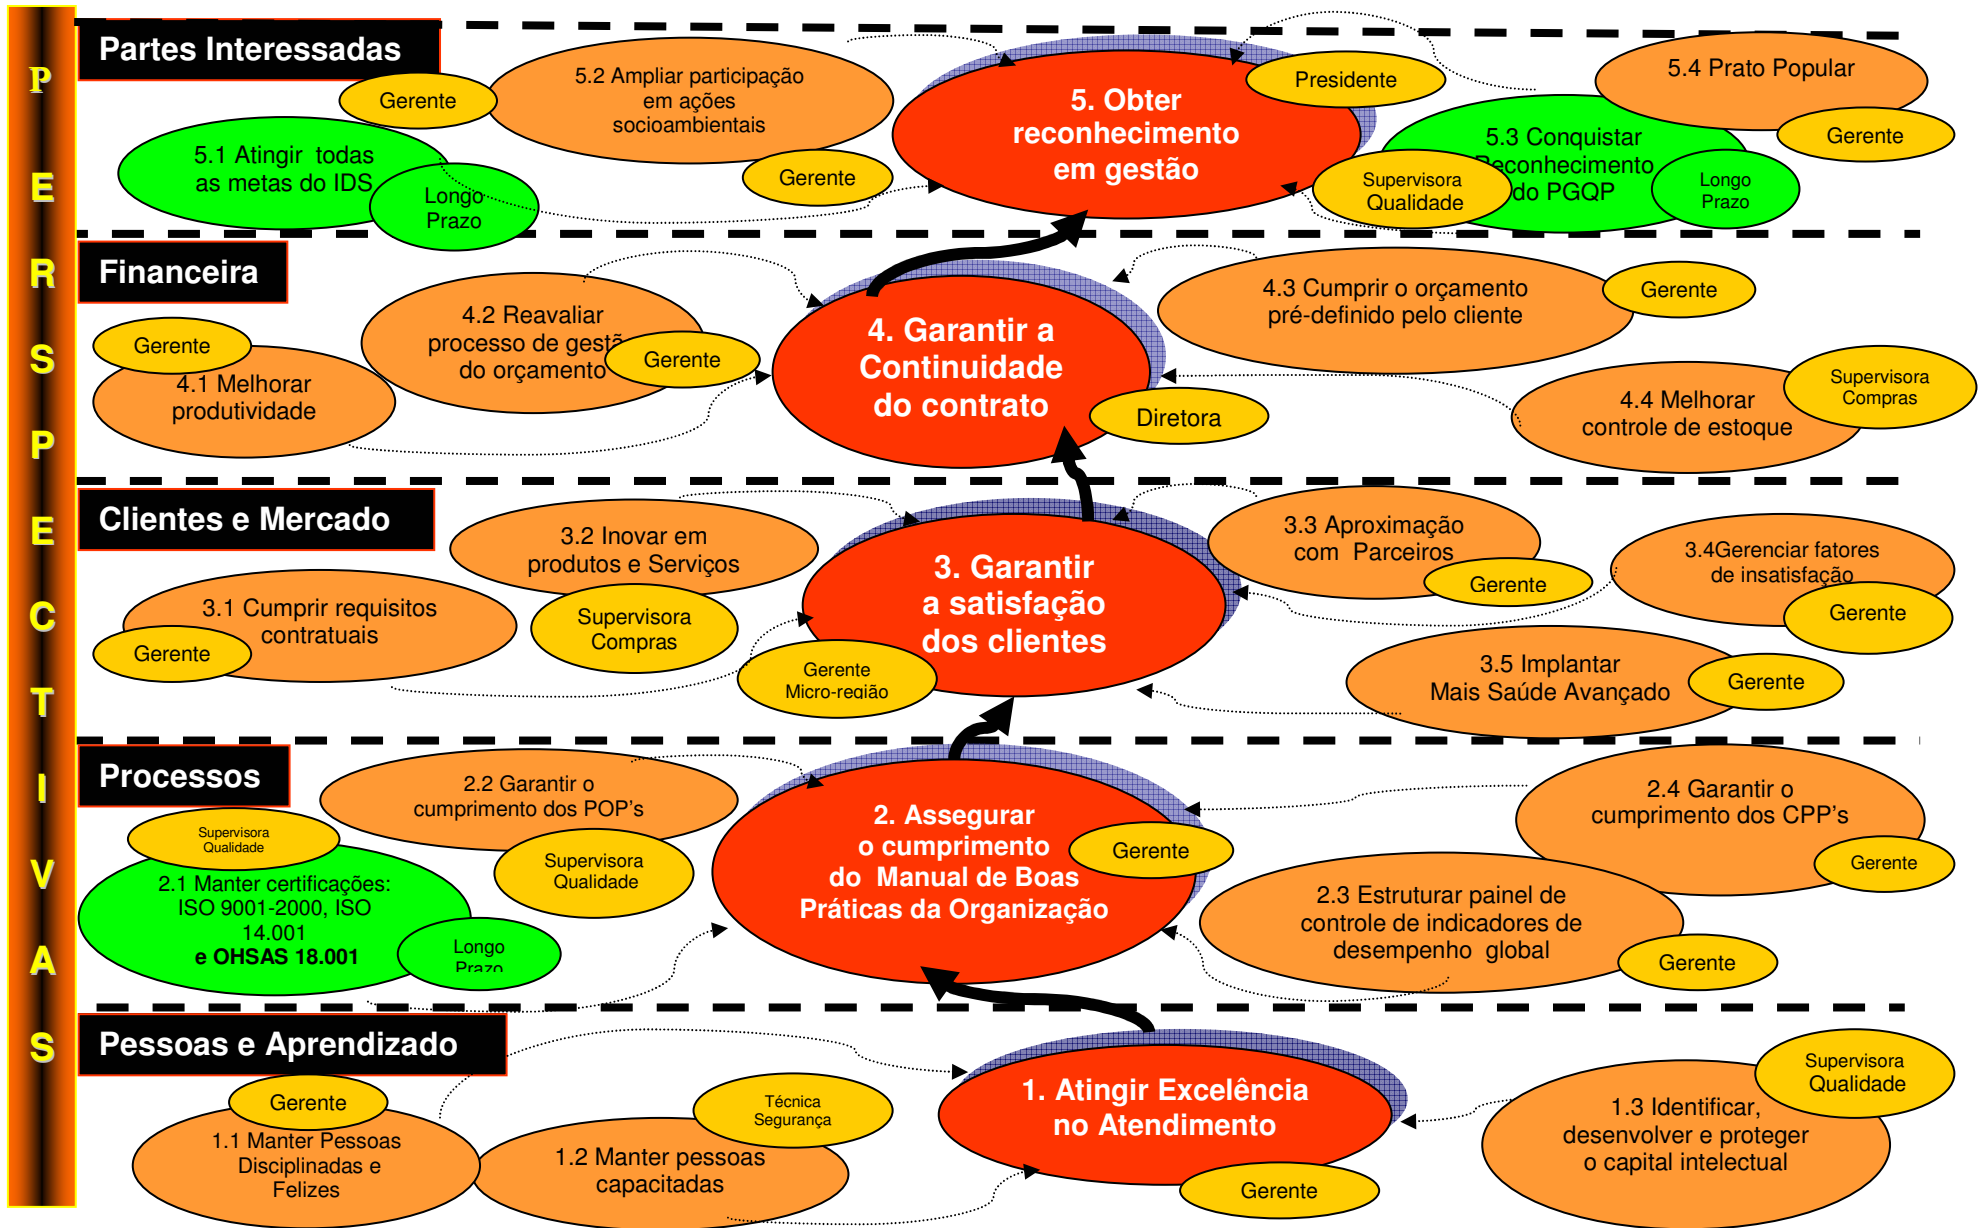 P
E
R
S
P
E
C
T
I
V
A
S
Partes Interessadas
5.1 Atingir todas
as metas do IDS
Longo
Prazo
Gerente
5.2 Ampliar participação
em ações
socioambientais
Gerente
5. Obter
reconhecimento
em gestão
Presidente
5.3 Conquistar
Reconhecimento
do PGQP
Supervisora
Qualidade
Longo
Prazo
5.4 Prato Popular
Gerente
Financeira
Gerente
4.1 Melhorar
produtividade
4.2 Reavaliar
processo de gestã
do orçamento
Gerente
4. Garantir a
Continuidade
do contrato
Diretora
4.3 Cumprir o orçamento
pré-definido pelo cliente
Gerente
4.4 Melhorar
controle de estoque
Supervisora
Compras
Clientes e Mercado
3.1 Cumprir requisitos
contratuais
Gerente
3.2 Inovar em
produtos e Serviços
Supervisora
Compras
3. Garantir
a satisfação
dos clientes
Gerente
Micro-região
3.3 Aproximação
com Parceiros
Gerente
3.4Gerenciar fatores
de insatisfação
Gerente
3.5 Implantar
Mais Saúde Avançado
Gerente
Processos
Supervisora
Qualidade
2.1 Manter certificações:
ISO 9001-2000, ISO
14.001
e OHSAS 18.001
Longo
Prazo
2.2 Garantir o
cumprimento dos POP's
Supervisora
Qualidade
2. Assegurar
o cumprimento
do Manual de Boas
Práticas da Organização
Gerente
2.3 Estruturar painel de
controle de indicadores de
desempenho global
Gerente
2.4 Garantir o
cumprimento dos CPP's
Gerente
Pessoas e Aprendizado
Gerente
1.1 Manter Pessoas
Disciplinadas e
Felizes
Técnica
Segurança
1.2 Manter pessoas
capacitadas
1. Atingir Excelência
no Atendimento
Gerente
Supervisora
Qualidade
1.3 Identificar,
desenvolver e proteger
o capital intelectual